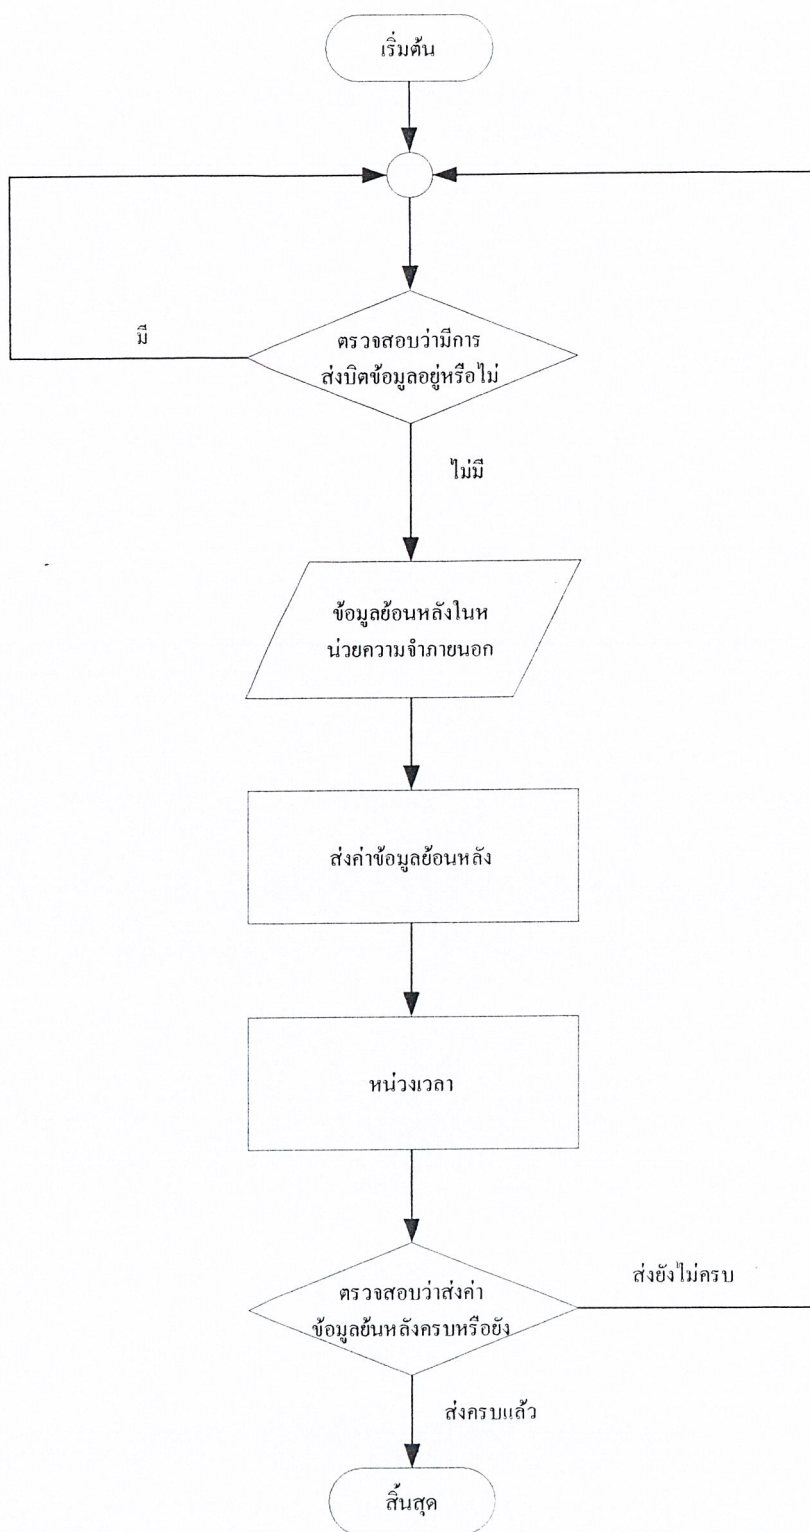 เริ่มต้น
ตรวจสอบว่ามีการ
ส่งบิตข้อมูลอยู่หรือไม่
มี
ไม่มี
ข้อมูลย้อนหลังในห
น่วยความจำภายนอก
ส่งค่าข้อมูลย้อนหลัง
หน่วงเวลา
ตรวจสอบว่าส่งค่า
ข้อมูลย้นหลังครบหรือยัง
ส่งยังไม่ครบ
ส่งครบแล้ว
สิ้นสุด